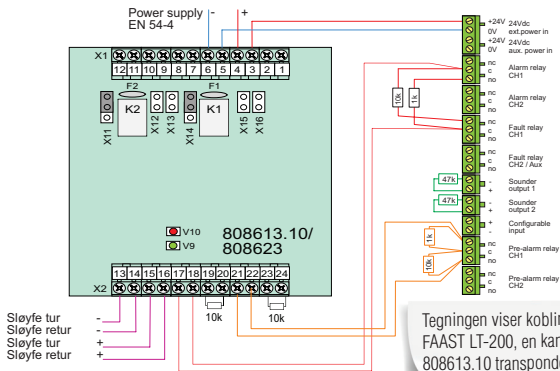 Power supply - +
EN 54-4
X1
12 11 10 9 8 7 6 5 4 3 2 1
F2
F1
K2
K1
X11
X12
X13
X14
X15
X16
V10
V9
808613.10/
808623
X2
13 14 15 16 17 18 19 20 21 22 23 24
10k
10k
Sløyfe tur -
Sløyfe retur -
Sløyfe tur +
Sløyfe retur +
10k
1k
47k
47k
1k
10k
+24V 24Vdc
0V ext.power in
+24V 24Vdc
0V aux. power in
nc
c
no
Alarm relay
CH1
nc
c
no
Alarm relay
CH2
nc
c
no
Fault relay
CH1
nc
c
no
Fault relay
CH2 / Aux
-
+
Sounder
output 1
-
+
Sounder
output 2
+
-
Configurable
input
nc
c
no
Pre-alarm relay
CH1
nc
c
no
Pre-alarm relay
CH2
Tegningen viser koblin
FAAST LT-200, en kan
808613.10 transponde